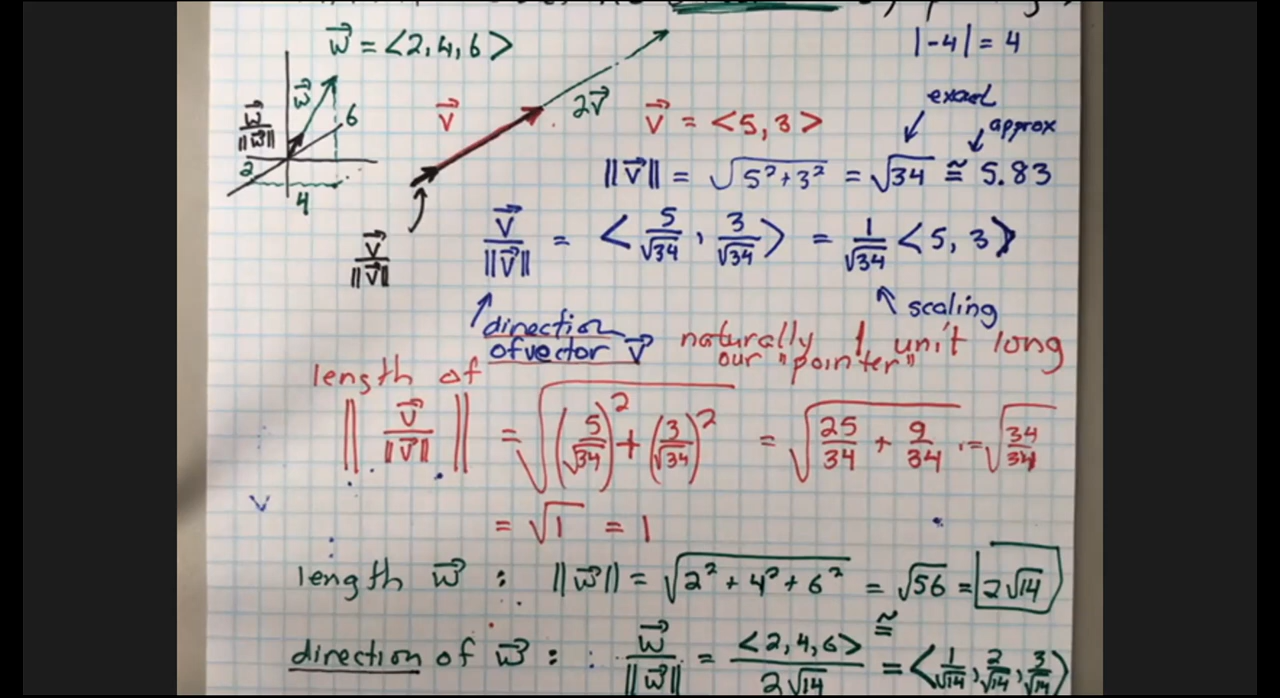 |-4| = 4
w⃗ = <2, 4, 6>
w⃗
w⃗/||w⃗||
6
2
4
v⃗
2v⃗
v⃗/||v⃗||
v⃗ = <5, 3>
exact
approx
||v⃗|| = √(5² + 3²) = √34 ≅ 5.83
v⃗/||v⃗|| = <5/√34, 3/√34> = 1/√34 <5, 3>
scaling
direction
of vector v⃗
naturally 1 unit long
our "pointer"
length of
||v⃗/||v⃗|| || = √((5/√34)² + (3/√34)²) = √(25/34 + 9/34) = √(34/34)
= √1 = 1
length w⃗ : ||w⃗|| = √(2² + 4² + 6²) = √56 = 2√14
≅
direction of w⃗ : w⃗/||w⃗|| = <2, 4, 6>/2√14 = <1/√14, 2/√14, 3/√14>